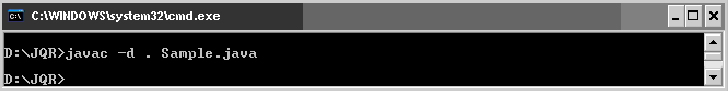 C:\WINDOWS\system32\cmd.exe
D:\JQR>javac -d . Sample.java
D:\JQR>